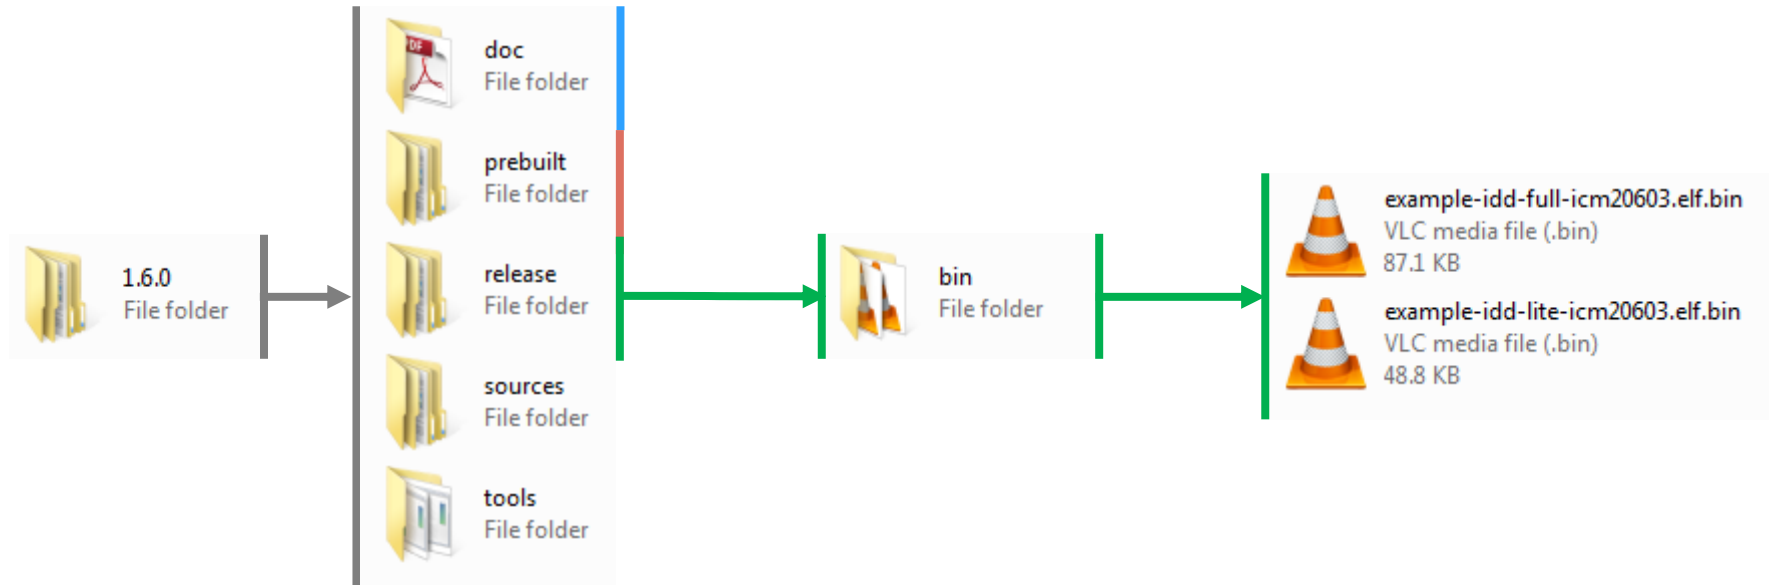 1.6.0
File folder
PDF
doc
File folder
prebuilt
File folder
release
File folder
sources
File folder
tools
File folder
bin
File folder
example-idd-full-icm20603.elf.bin
VLC media file (.bin)
87.1 KB
example-idd-lite-icm20603.elf.bin
VLC media file (.bin)
48.8 KB